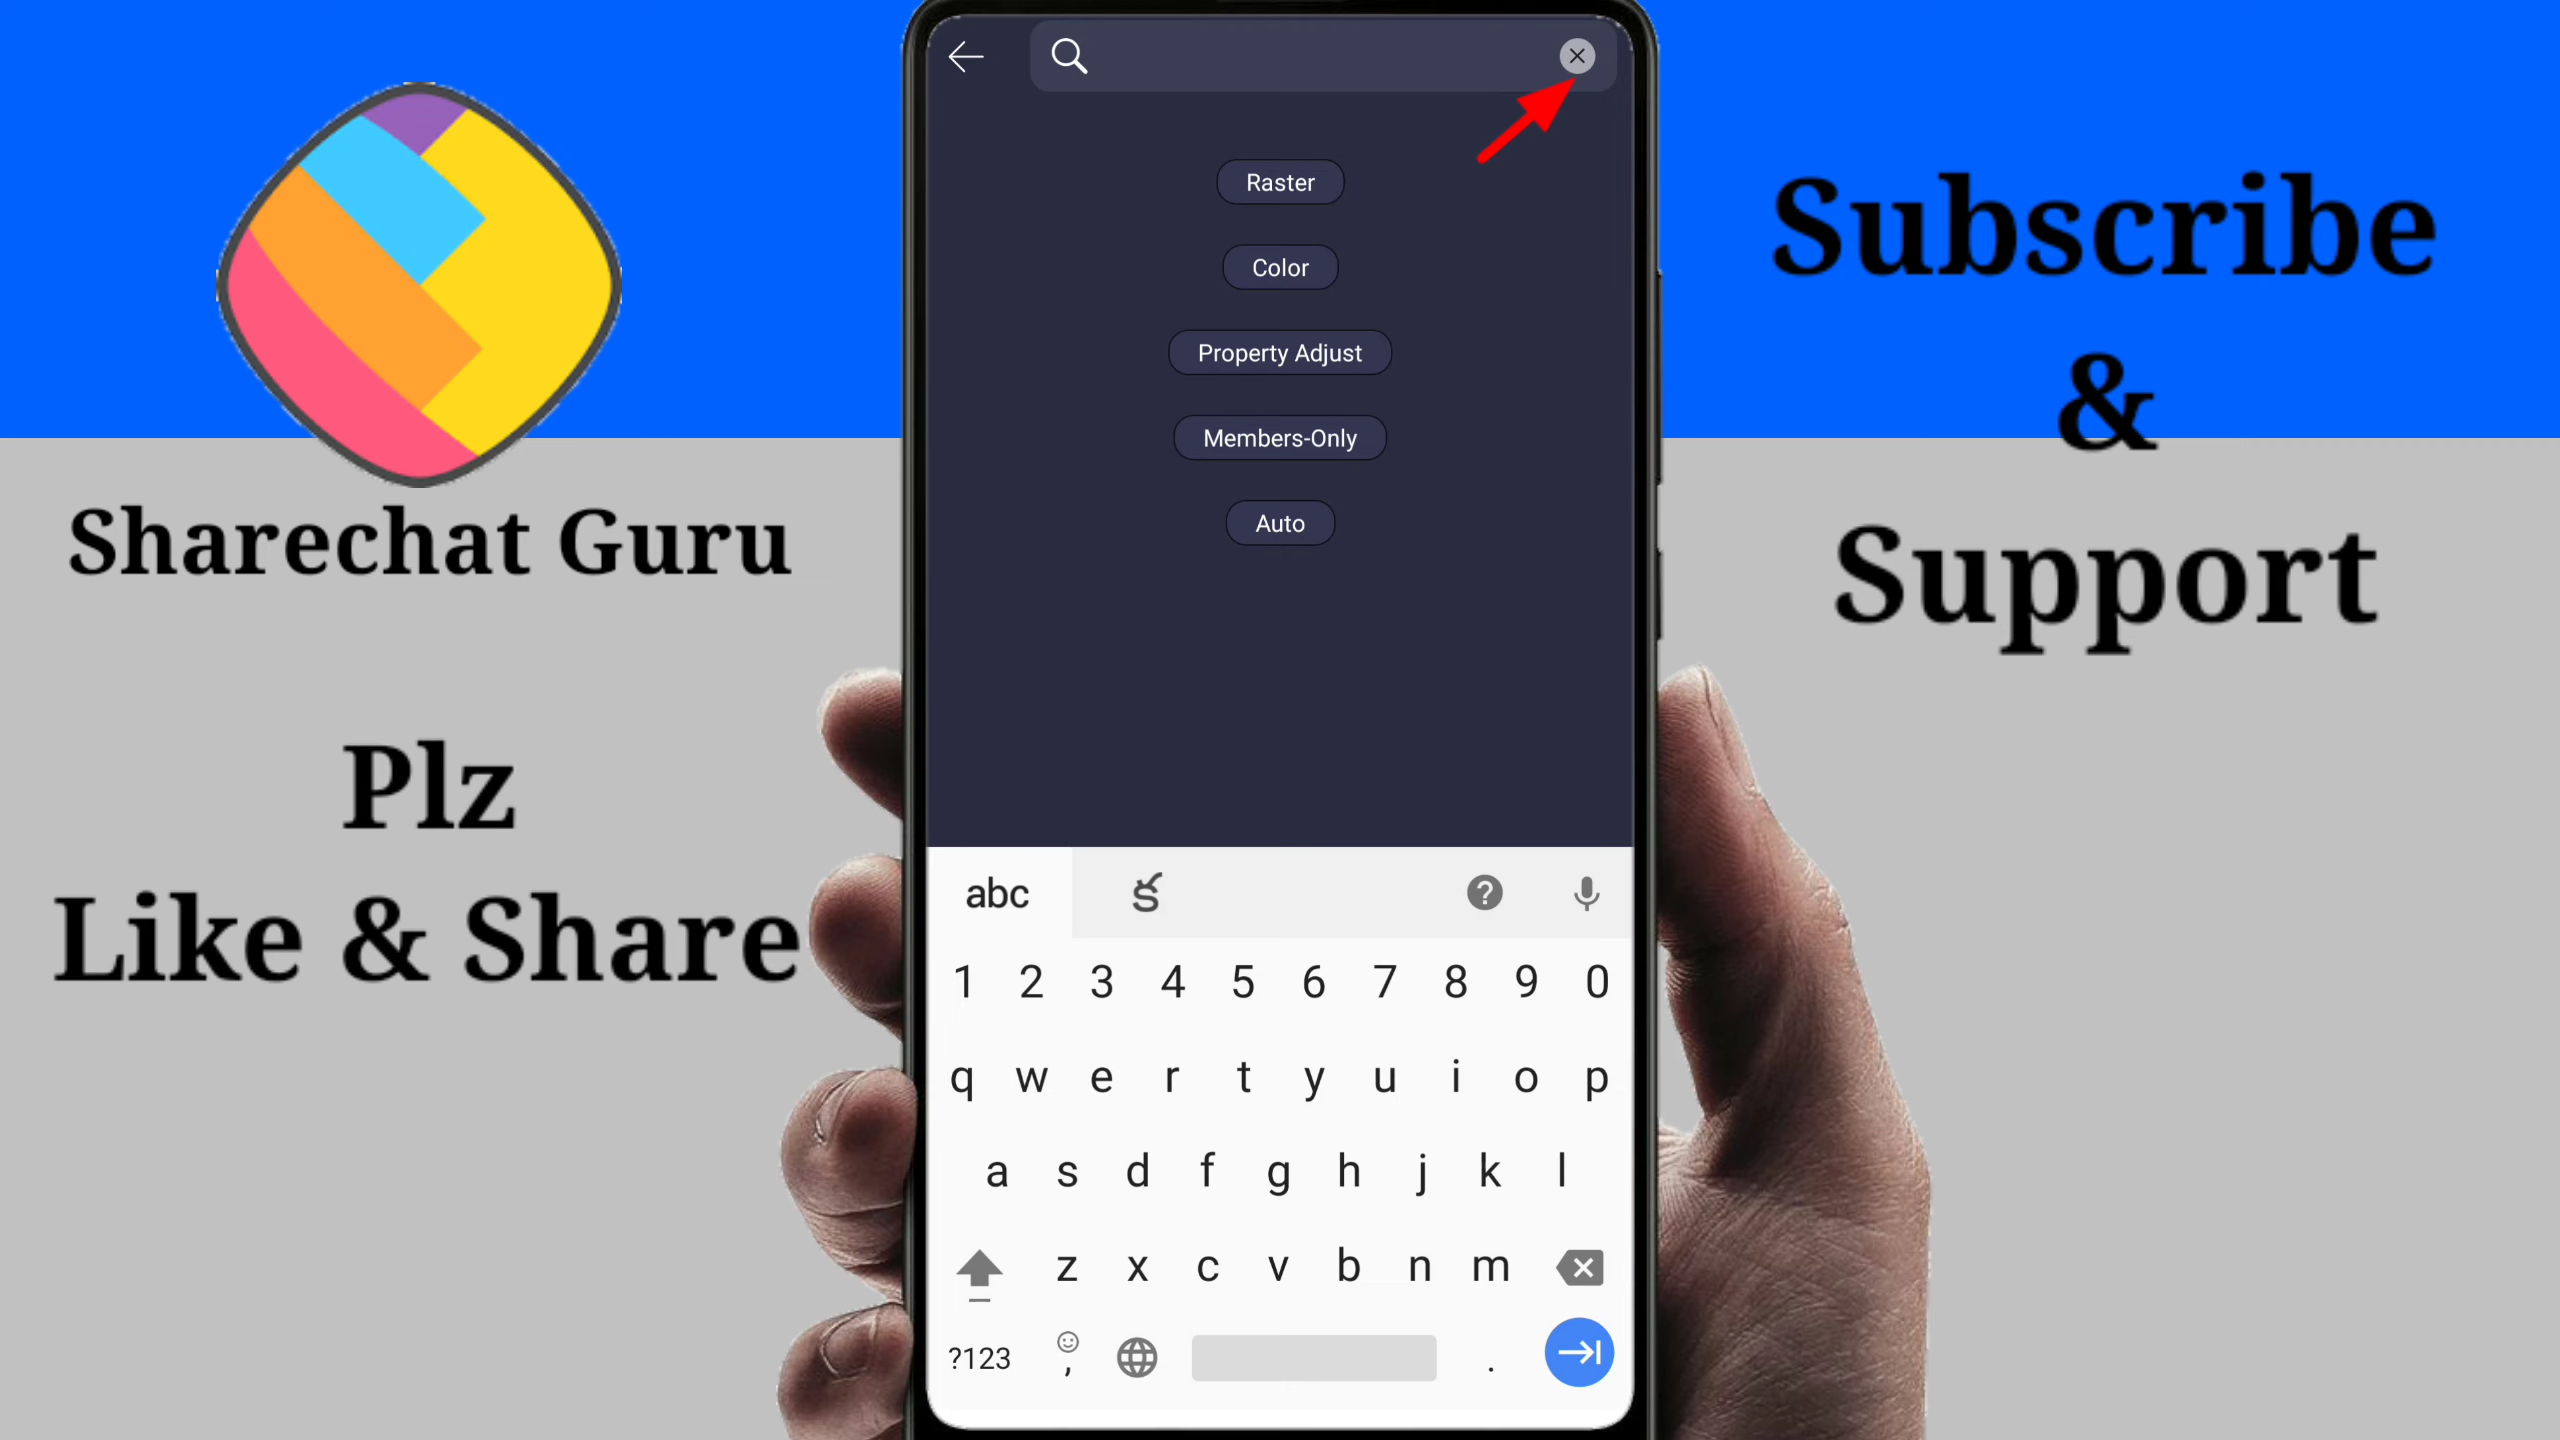 Sharechat Guru
Plz
Like & Share
Raster
Color
Property Adjust
Members-Only
Auto
abc
1 2 3 4 5 6 7 8 9 0
q w e r t y u i o p
a s d f g h j k l
z x c v b n m
?123 , .
Subscribe
&
Support